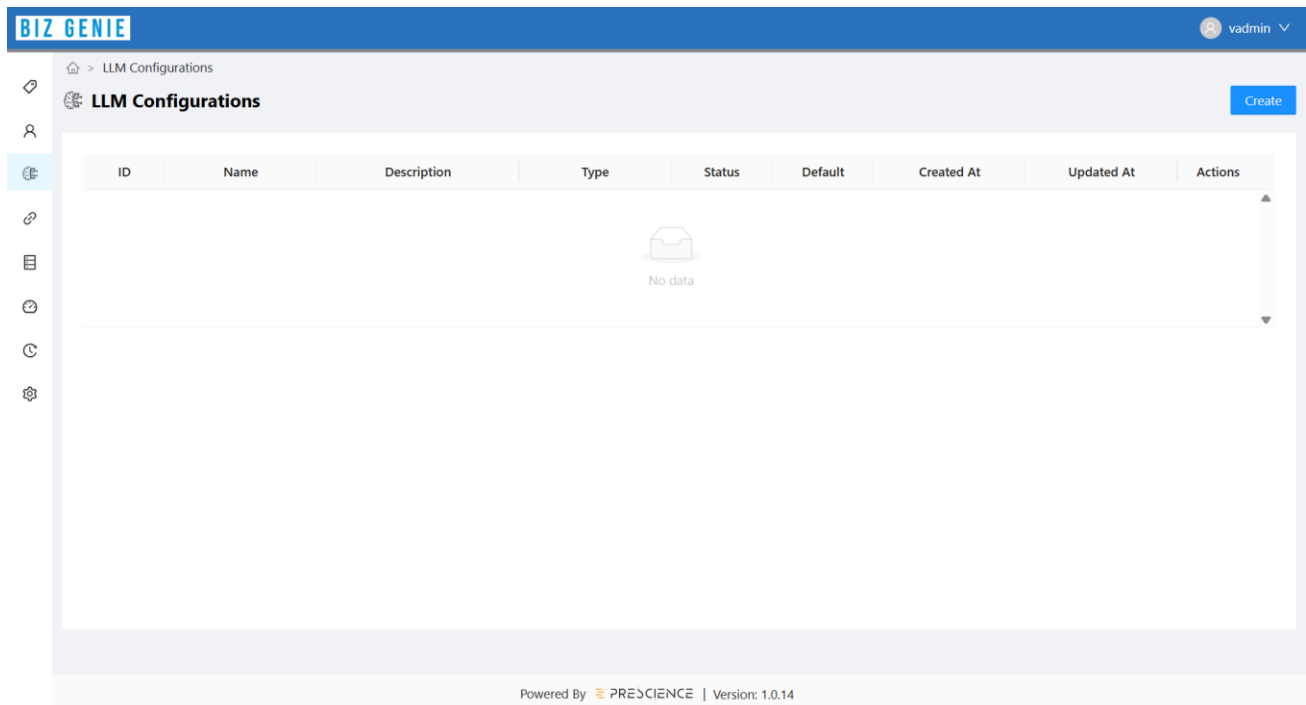 BIZ GENIE
vadmin
> LLM Configurations
LLM Configurations
Create
ID Name Description Type Status Default Created At Updated At Actions
No data
Powered By PRESCIENCE | Version: 1.0.14